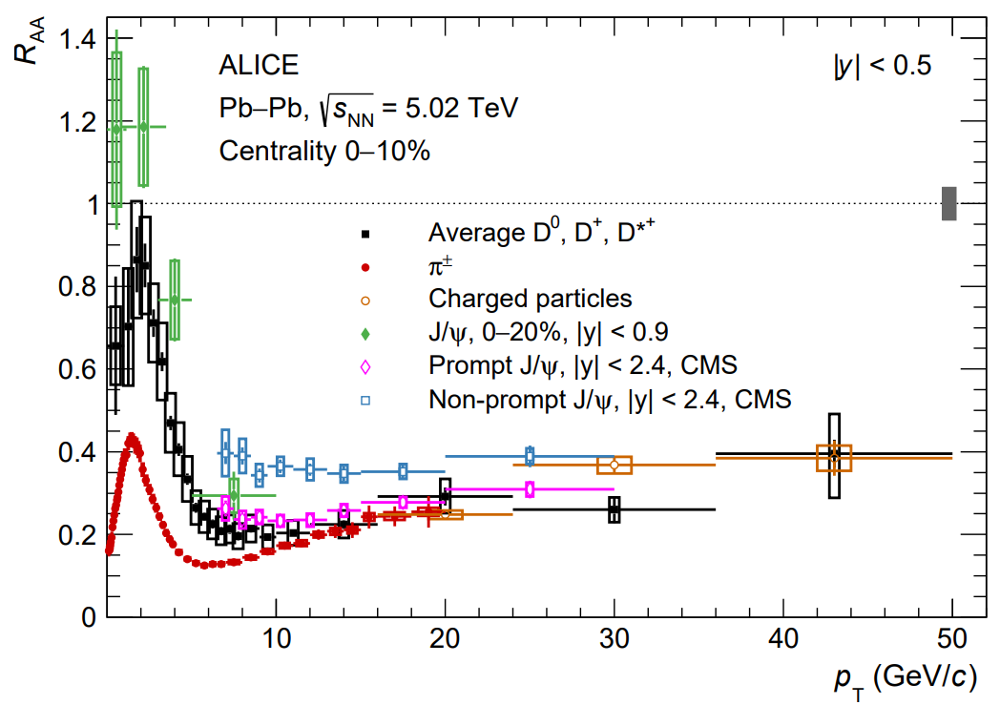 R_AA
1.4
1.2
1
0.8
0.6
0.4
0.2
0
ALICE
Pb–Pb, √s_NN = 5.02 TeV
Centrality 0–10%
|y| < 0.5
Average D⁰, D⁺, D*⁺
π±
Charged particles
J/ψ, 0–20%, |y| < 0.9
Prompt J/ψ, |y| < 2.4, CMS
Non-prompt J/ψ, |y| < 2.4, CMS
10 20 30 40 50
p_T (GeV/c)